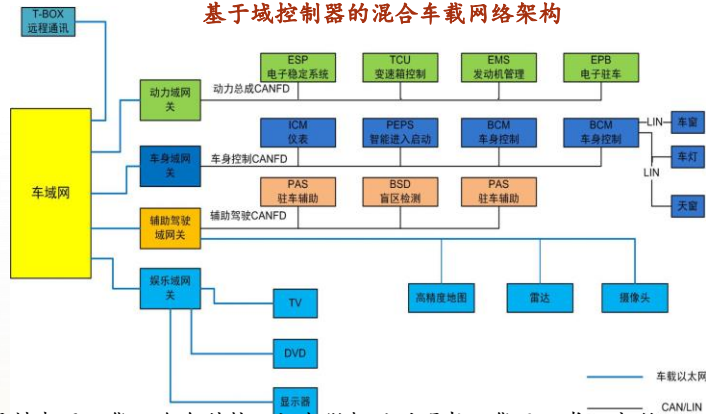 基于域控制器的混合车载网络架构
T-BOX
远程通讯
ESP
电子稳定系统
TCU
变速箱控制
EMS
发动机管理
EPB
电子驻车
动力域网
关
动力总成CANFD
ICM
仪表
PEPS
智能进入启动
BCM
车身控制
BCM
车身控制
LIN
车窗
车身域网
关
车身控制CANFD
车灯
LIN
车域网
PAS
驻车辅助
BSD
盲区检测
PAS
驻车辅助
天窗
辅助驾驶
域网关
辅助驾驶CANFD
娱乐域网
关
TV
高精度地图
雷达
摄像头
DVD
车载以太网
显示器
CAN/LIN